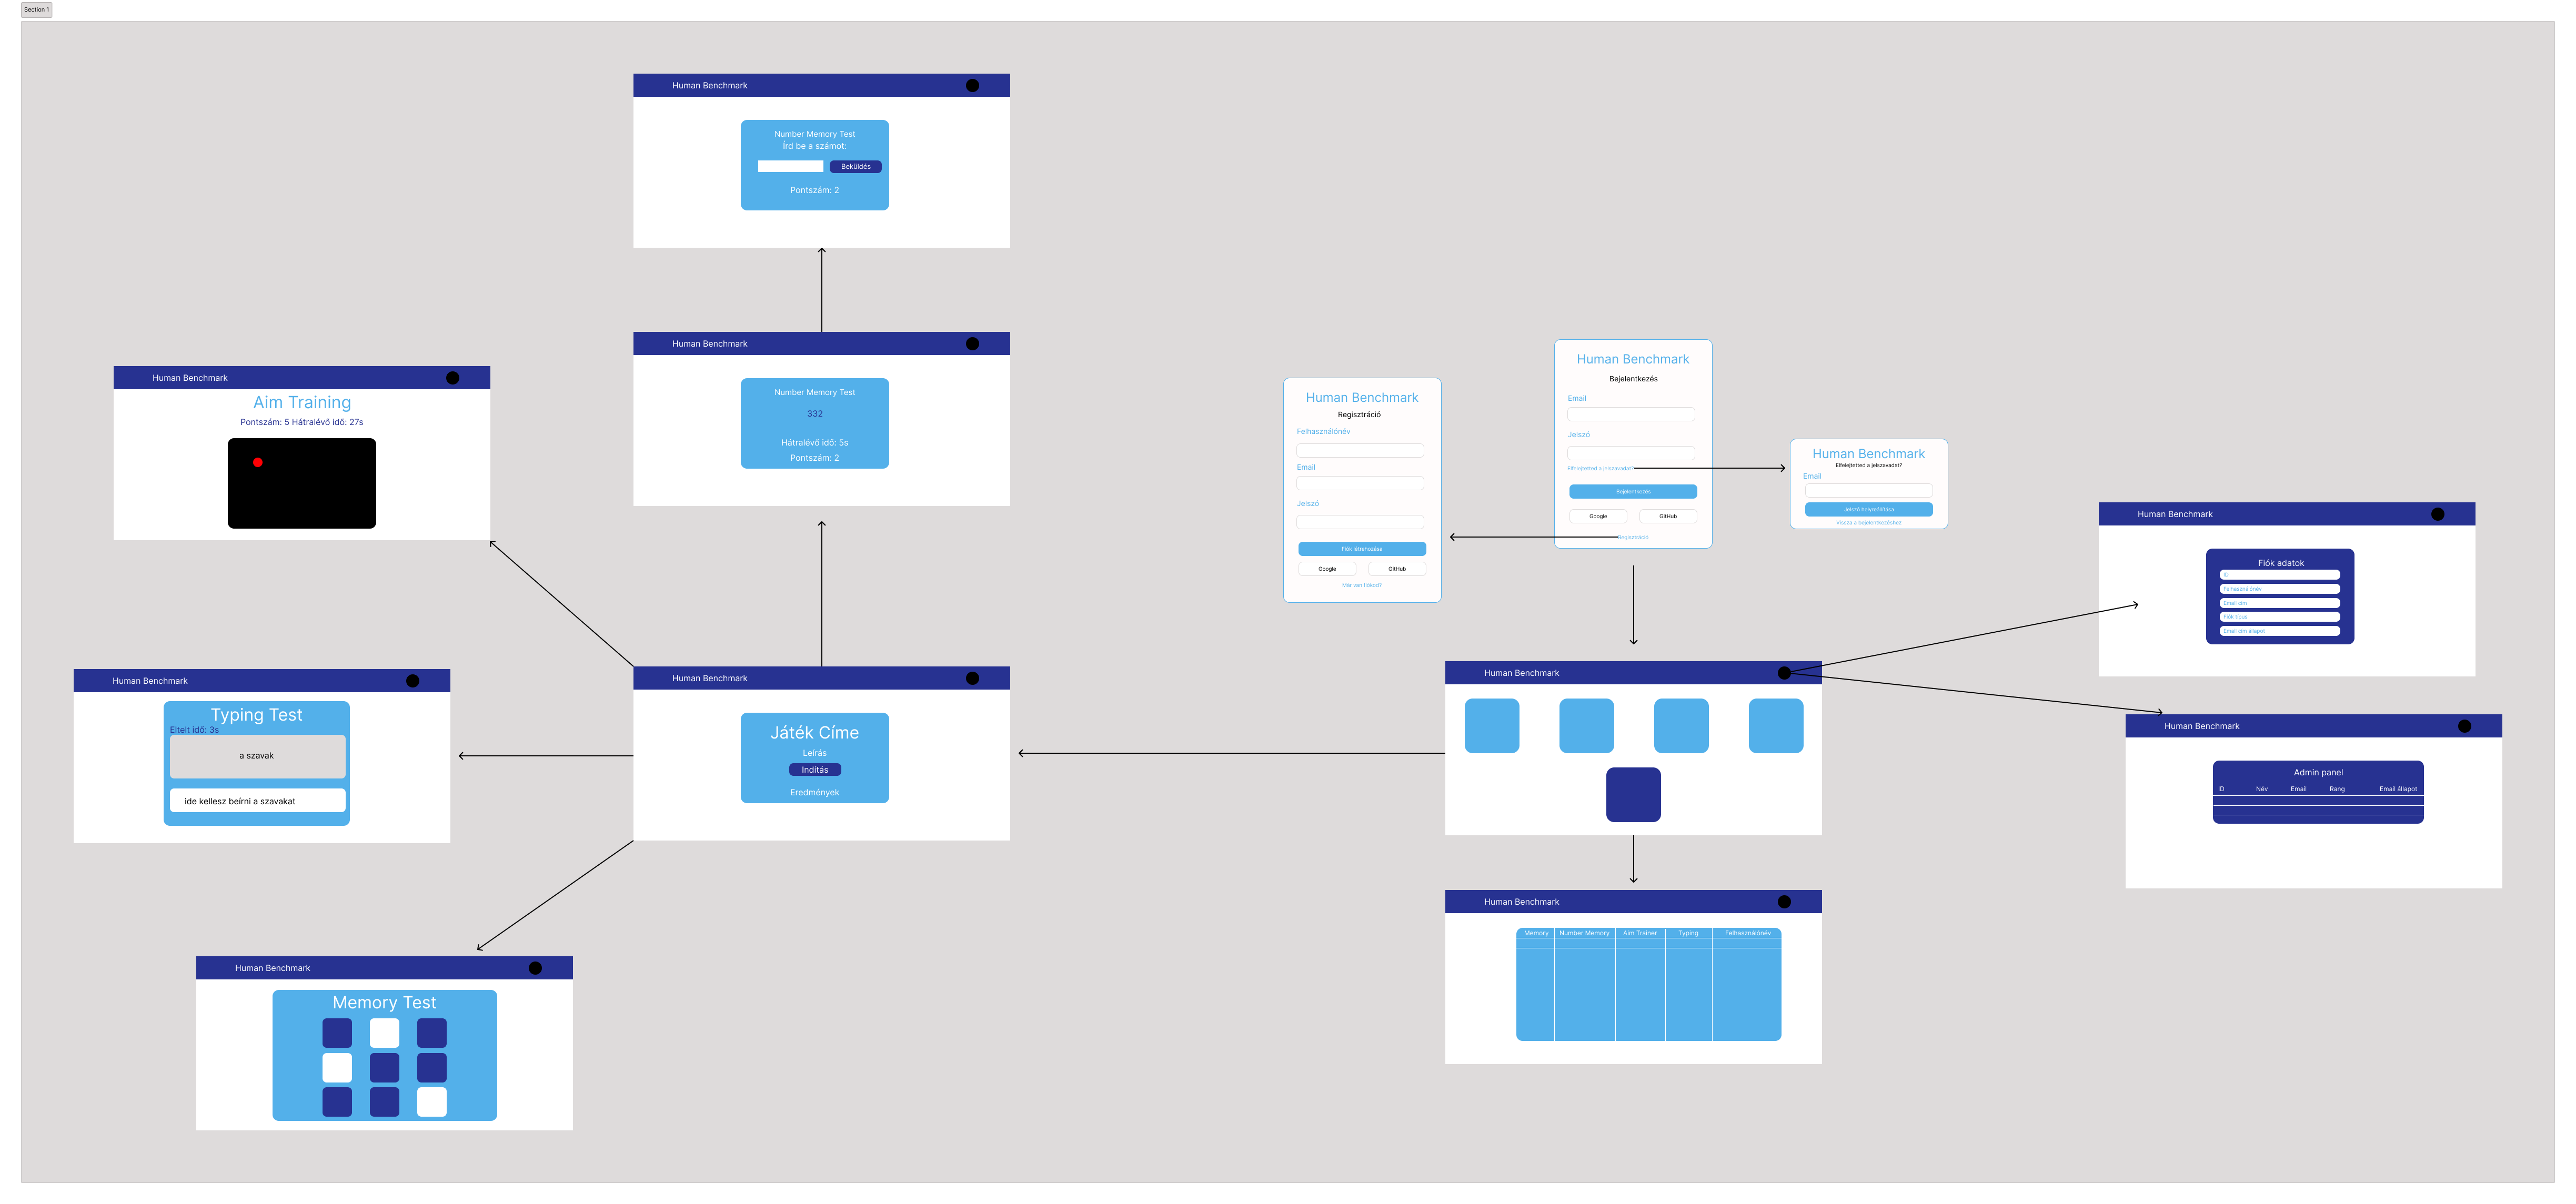 Section 1
Human Benchmark
Number Memory Test
Írd be a számot:
Beküldés
Pontszám: 2
Human Benchmark
Number Memory Test
332
Hátralévő idő: 5s
Pontszám: 2
Human Benchmark
Aim Training
Pontszám: 5 Hátralévő idő: 27s
Human Benchmark
Typing Test
Eltelt idő: 3s
a szavak
ide kellesz beírni a szavakat
Human Benchmark
Játék Címe
Leírás
Indítás
Eredmények
Human Benchmark
Memory Test
Human Benchmark
Regisztráció
Felhasználónév
Email
Jelszó
Fiók létrehozása
Google
GitHub
Már van fiókod?
Human Benchmark
Bejelentkezés
Email
Jelszó
Elfelejtetted a jelszavadat?
Bejelentkezés
Google
GitHub
Regisztráció
Human Benchmark
Elfelejtetted a jelszavadat?
Email
Jelszó helyreállítása
Vissza a bejelentkezéshez
Human Benchmark
Human Benchmark
Memory
Number Memory
Aim Trainer
Typing
Felhasználónév
Human Benchmark
Fiók adatok
ID
Felhasználónév
Email cím
Fiók típus
Email cím állapot
Human Benchmark
Admin panel
ID
Név
Email
Rang
Email állapot